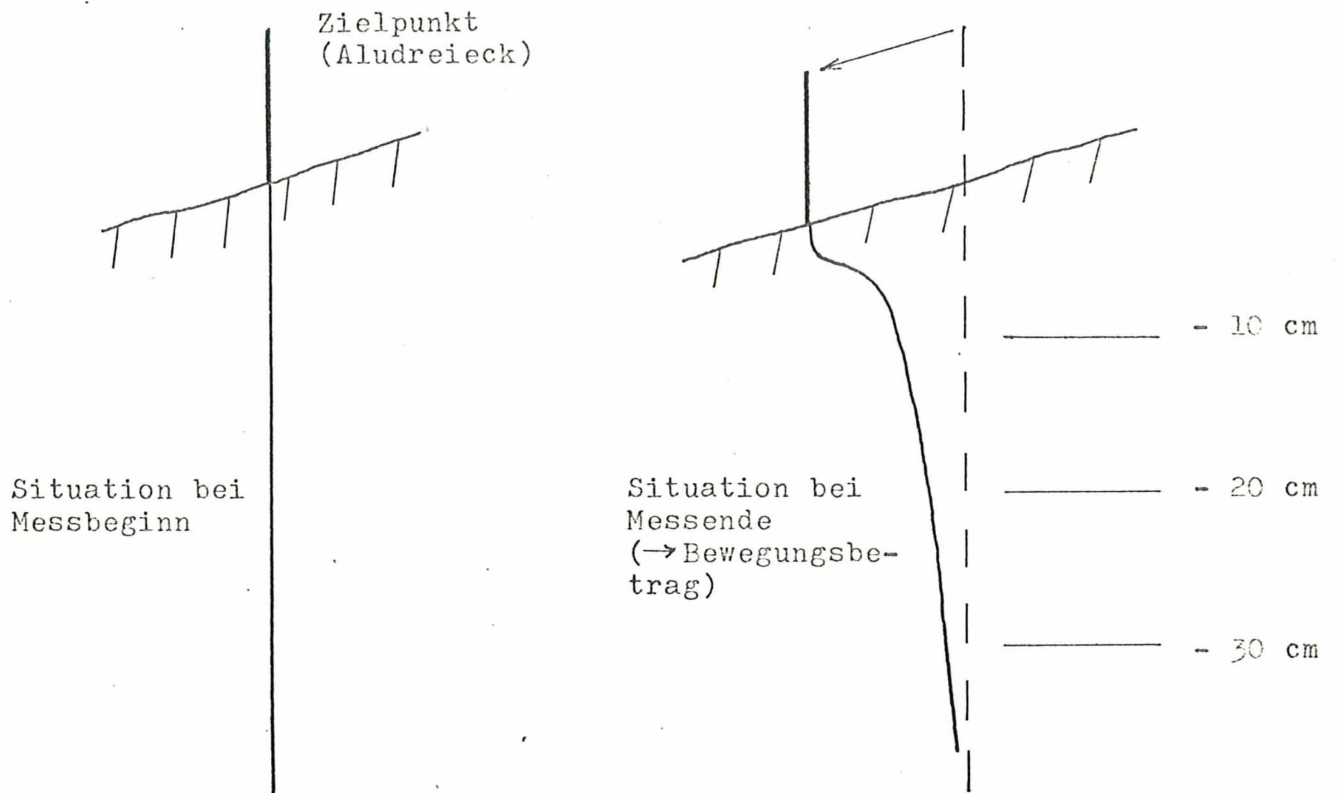 Zielpunkt
(Aludreieck)
Situation bei
Messbeginn
Situation bei
Messende
(→ Bewegungsbe-
trag)
- 10 cm
- 20 cm
- 30 cm